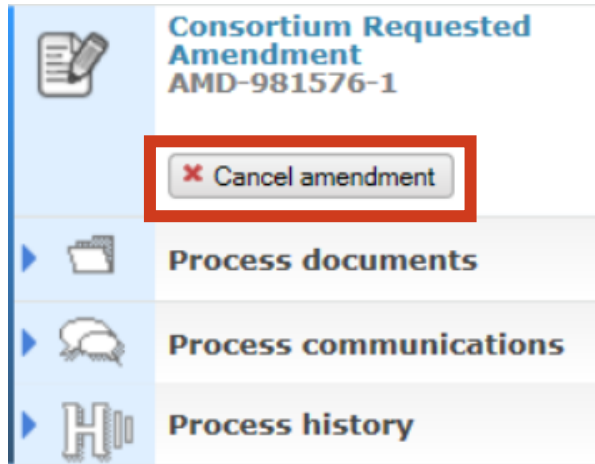 Consortium Requested
Amendment
AMD-981576-1
Cancel amendment
Process documents
Process communications
Process history